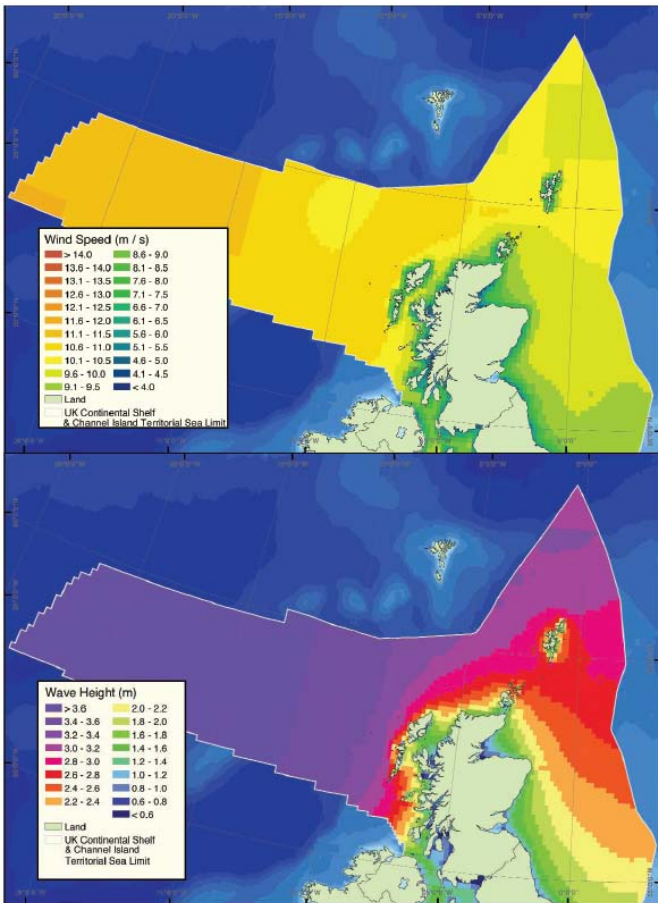 Wind Speed (m / s)
> 14.0 8.6 - 9.0
13.6 - 14.0 8.1 - 8.5
13.1 - 13.5 7.6 - 8.0
12.6 - 13.0 7.1 - 7.5
12.1 - 12.5 6.6 - 7.0
11.6 - 12.0 6.1 - 6.5
11.1 - 11.5 5.6 - 6.0
10.6 - 11.0 5.1 - 5.5
10.1 - 10.5 4.6 - 5.0
9.6 - 10.0 4.1 - 4.5
9.1 - 9.5 < 4.0
Land
UK Continental Shelf
& Channel Island Territorial Sea Limit
Wave Height (m)
> 3.6 2.0 - 2.2
3.4 - 3.6 1.8 - 2.0
3.2 - 3.4 1.6 - 1.8
3.0 - 3.2 1.4 - 1.6
2.8 - 3.0 1.2 - 1.4
2.6 - 2.8 1.0 - 1.2
2.4 - 2.6 0.8 - 1.0
2.2 - 2.4 0.6 - 0.8
< 0.6
Land
UK Continental Shelf
& Channel Island
Territorial Sea Limit